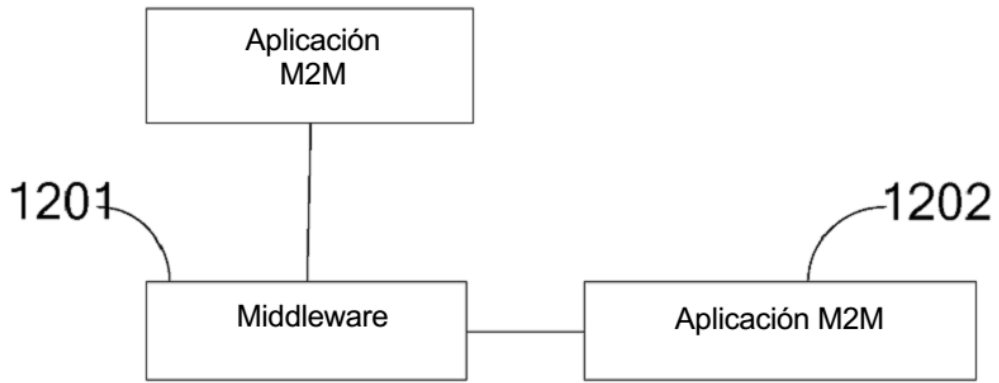 Aplicación
M2M
1201
1202
Middleware
Aplicación M2M